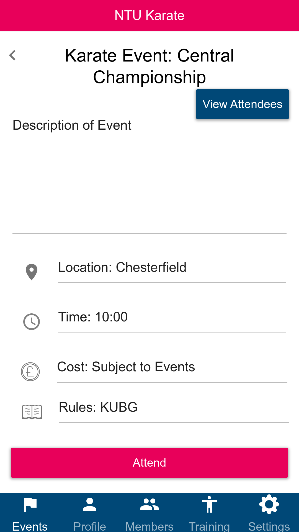 NTU Karate
Karate Event: Central
Championship
View Attendees
Description of Event
Location: Chesterfield
Time: 10:00
Cost: Subject to Events
Rules: KUBG
Attend
Events Profile Members Training Settings